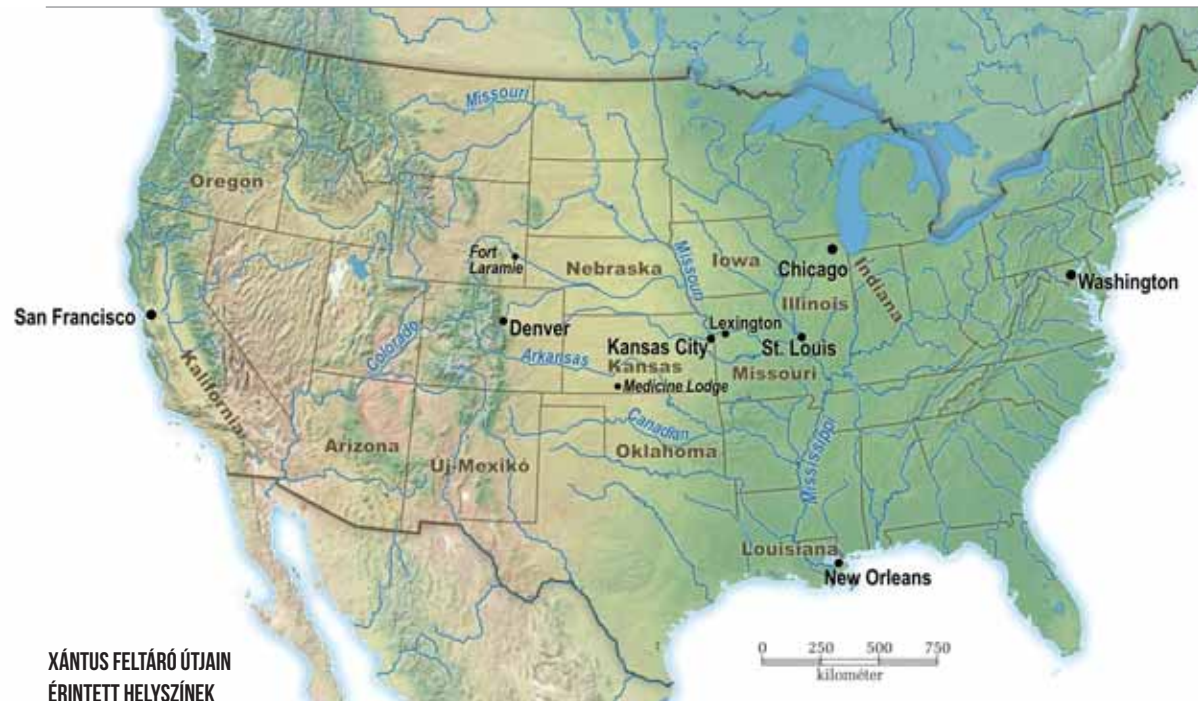 Missouri
Oregon
Fort
Laramie
Nebraska
Missouri
Iowa
Chicago
Indiana
Illinois
Washington
San Francisco
Kalifornia
Colorado
Denver
Arkansas
Lexington
Kansas City
St. Louis
Kansas
Missouri
Medicine Lodge
Canadian
Arizona
Új-Mexikó
Oklahoma
Mississippi
Louisiana
New Orleans
0 250 500 750
kilométer
XÁNTUS FELTÁRÓ ÚTJAIN
ÉRINTETT HELYSZÍNEK